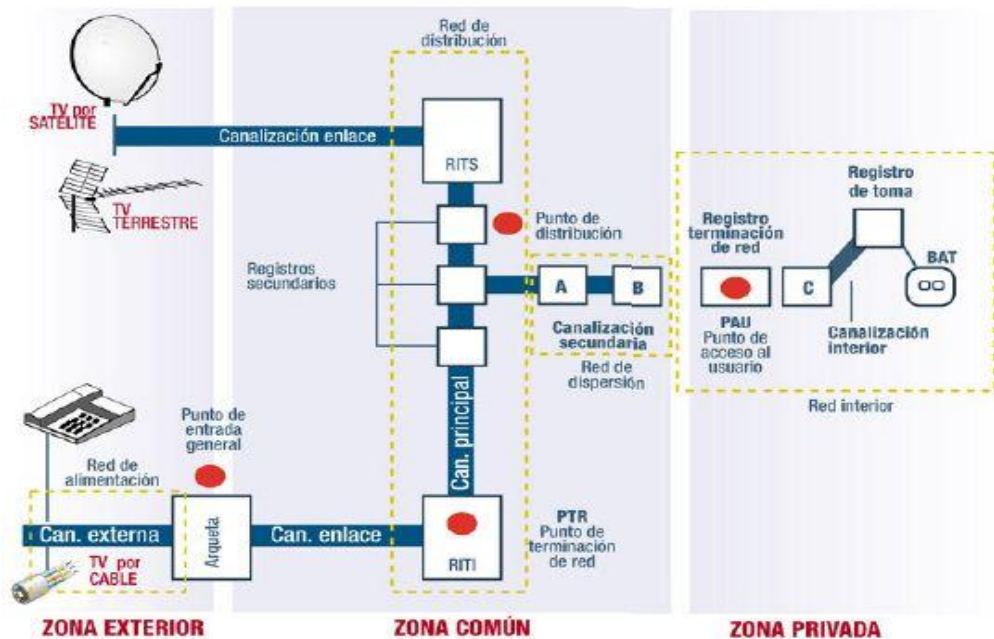 Red de
distribución
TV por
SATÉLITE
Canalización enlace
RITS
TV
TERRESTRE
Registros
secundarios
Punto de
distribución
A
B
Canalización
secundaria
Red de
dispersión
Registro
terminación
de red
PAU
Punto de
acceso al
usuario
Registro
de toma
C
BAT
Canalización
interior
Red interior
Can. principal
Punto de
entrada
general
Red de
alimentación
Can. externa
TV por
CABLE
Arqueta
Can. enlace
RITI
PTR
Punto de
terminación
de red
ZONA EXTERIOR
ZONA COMÚN
ZONA PRIVADA